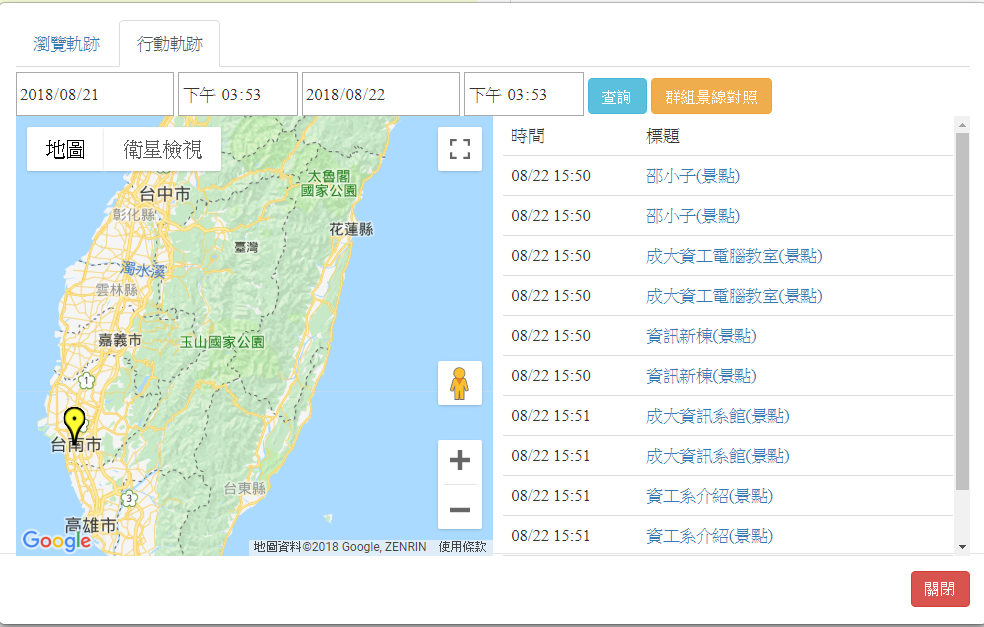 瀏覽軌跡 行動軌跡
2018/08/21 下午 03:53 2018/08/22 下午 03:53 查詢 群組景線對照
地圖 衛星檢視
太魯閣
國家公園
台中市
彰化縣
花蓮縣
臺灣
濁水溪
雲林縣
嘉義市
玉山國家公園
1
台南市
台東縣
3
高雄市
Google
地圖資料©2018 Google, ZENRIN 使用條款
時間 標題
08/22 15:50 邵小子(景點)
08/22 15:50 邵小子(景點)
08/22 15:50 成大資工電腦教室(景點)
08/22 15:50 成大資工電腦教室(景點)
08/22 15:50 資訊新棟(景點)
08/22 15:50 資訊新棟(景點)
08/22 15:51 成大資訊系館(景點)
08/22 15:51 成大資訊系館(景點)
08/22 15:51 資工系介紹(景點)
08/22 15:51 資工系介紹(景點)
關閉